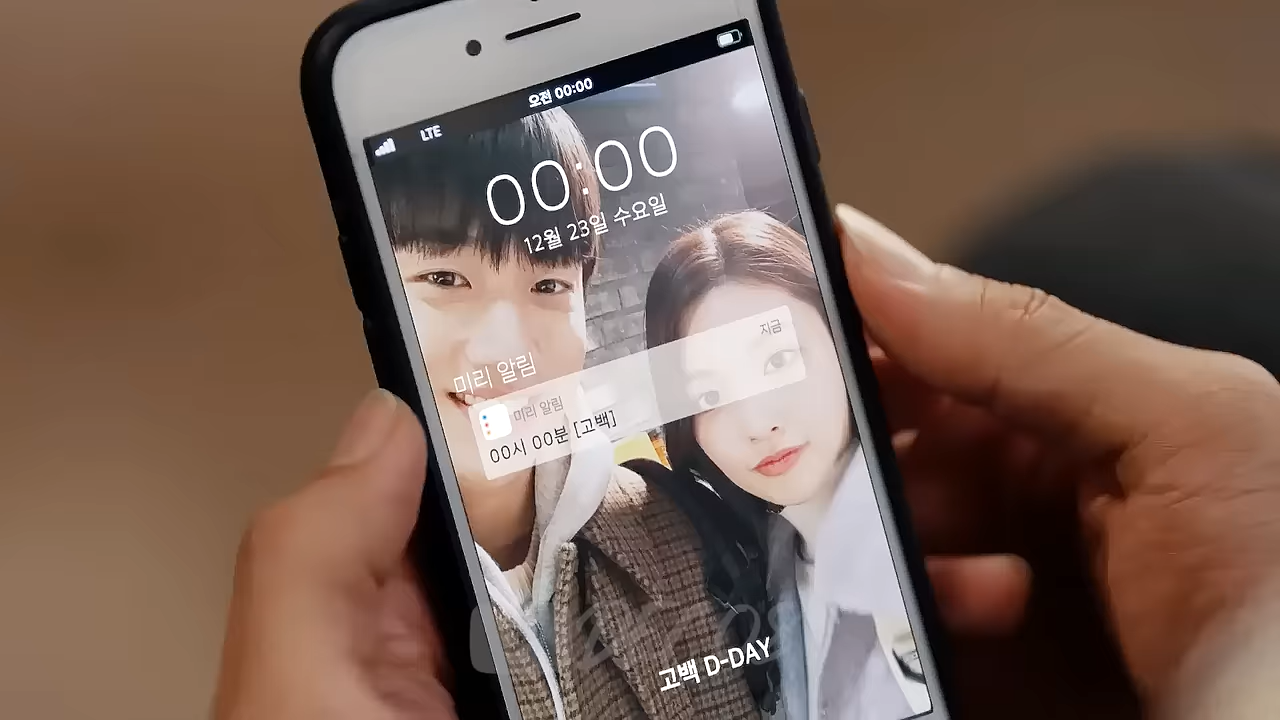 오전 00:00
LTE
00:00
12월 23일 수요일
지금
미리 알림
미리 알림
00시 00분 [고백]
고백 D-DAY